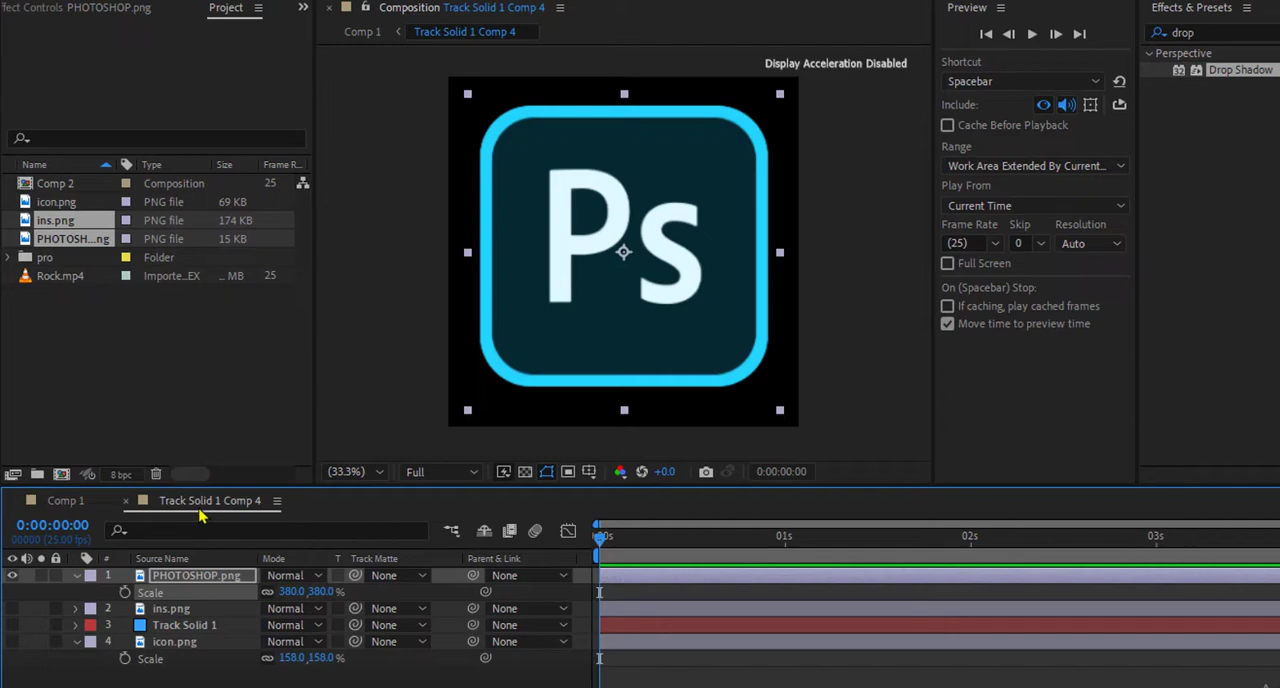 ffect Controls PHOTOSHOP.png
Project
Composition Track Solid 1 Comp 4
Preview
Effects & Presets
Comp 1
Track Solid 1 Comp 4
drop
Perspective
Drop Shadow
Display Acceleration Disabled
Shortcut
Spacebar
Include:
Cache Before Playback
Range
Work Area Extended By Current...
Play From
Current Time
Frame Rate Skip Resolution
(25) 0 Auto
Full Screen
On (Spacebar) Stop:
If caching, play cached frames
Move time to preview time
Name Type Size Frame R...
Comp 2 Composition 25
icon.png PNG file 69 KB
ins.png PNG file 174 KB
PHOTOSH...ng PNG file 15 KB
pro Folder
Rock.mp4 Importe...EX ... MB 25
Ps
8 bpc
(33.3%) Full +0.0 0:00:00:00
Comp 1
Track Solid 1 Comp 4
0:00:00:00
00000 (25.00 fps)
00s 01s 02s 03s
# Source Name Mode T Track Matte Parent & Link
1 PHOTOSHOP.png Normal None None
Scale 380.0,380.0 %
2 ins.png Normal None None
3 Track Solid 1 Normal None None
4 icon.png Normal None None
Scale 158.0,158.0 %